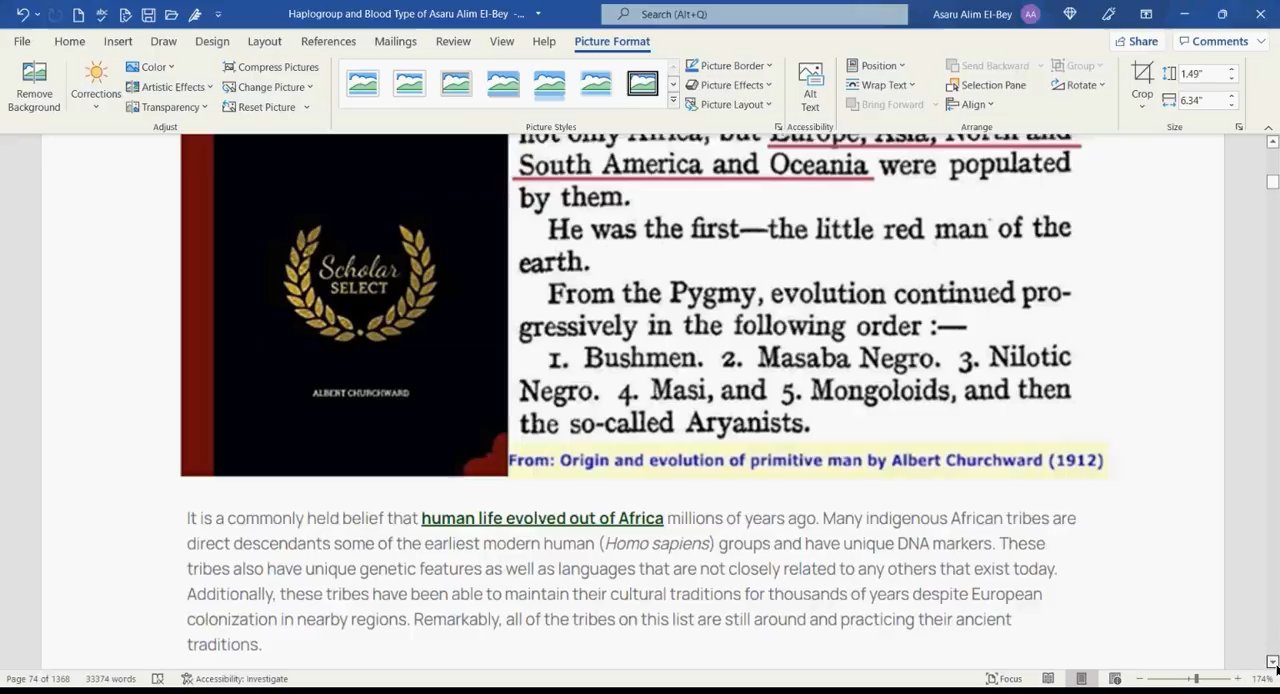 Haplogroup and Blood Type of Asaru Alim El-Bey -...
Search (Alt+Q)
Asaru Alim El-Bey
AA
File Home Insert Draw Design Layout References Mailings Review View Help Picture Format
Share
Comments
Remove Background
Corrections
Color
Artistic Effects
Transparency
Compress Pictures
Change Picture
Reset Picture
Adjust
Picture Styles
Picture Border
Picture Effects
Picture Layout
Alt Text
Accessibility
Position
Wrap Text
Bring Forward
Send Backward
Selection Pane
Align
Group
Rotate
Arrange
Crop
1.49"
6.34"
Size
not only Africa, but Europe, Asia, North and
South America and Oceania were populated
by them.
He was the first—the little red man of the
earth.
From the Pygmy, evolution continued pro-
gressively in the following order :—
1. Bushmen. 2. Masaba Negro. 3. Nilotic
Negro. 4. Masi, and 5. Mongoloids, and then
the so-called Aryanists.
Scholar
SELECT
ALBERT CHURCHWARD
From: Origin and evolution of primitive man by Albert Churchward (1912)
It is a commonly held belief that human life evolved out of Africa millions of years ago. Many indigenous African tribes are
direct descendants some of the earliest modern human (Homo sapiens) groups and have unique DNA markers. These
tribes also have unique genetic features as well as languages that are not closely related to any others that exist today.
Additionally, these tribes have been able to maintain their cultural traditions for thousands of years despite European
colonization in nearby regions. Remarkably, all of the tribes on this list are still around and practicing their ancient
traditions.
Page 74 of 1368 33374 words Accessibility: Investigate Focus 174%